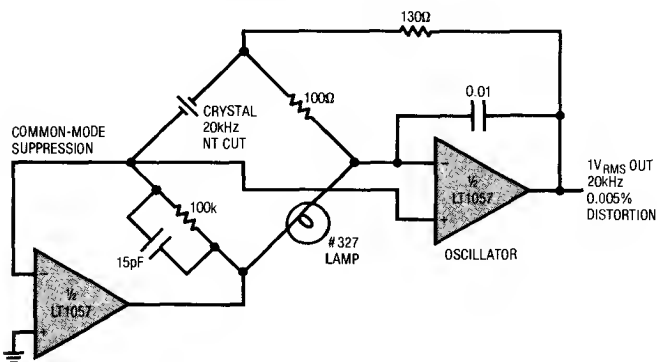 130Ω
100Ω
0.01
CRYSTAL
20kHz
NT CUT
COMMON-MODE
SUPPRESSION
−
½
LT1057
+
1VRMS OUT
20kHz
0.005%
DISTORTION
OSCILLATOR
100k
15pF
#327
LAMP
−
½
LT1057
+